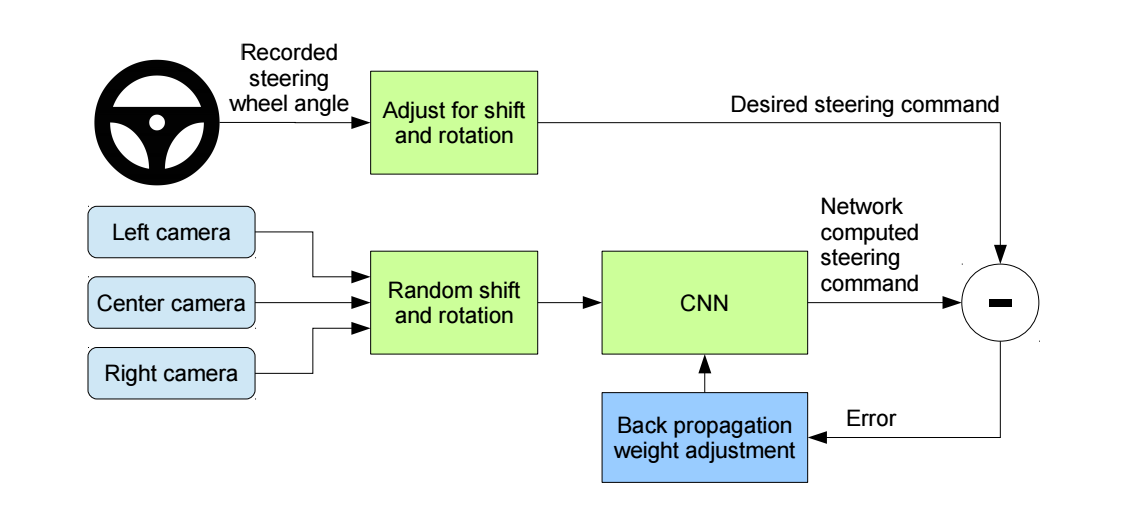 Recorded
steering
wheel angle
Adjust for shift
and rotation
Desired steering command
Left camera
Center camera
Right camera
Random shift
and rotation
CNN
Network
computed
steering
command
Back propagation
weight adjustment
Error